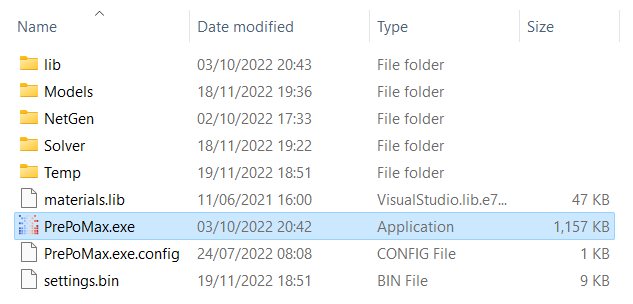 Name Date modified Type Size
lib 03/10/2022 20:43 File folder
Models 18/11/2022 19:36 File folder
NetGen 02/10/2022 17:33 File folder
Solver 18/11/2022 19:22 File folder
Temp 19/11/2022 18:51 File folder
materials.lib 11/06/2021 16:00 VisualStudio.lib.e7... 47 KB
PrePoMax.exe 03/10/2022 20:42 Application 1,157 KB
PrePoMax.exe.config 24/07/2022 08:08 CONFIG File 1 KB
settings.bin 19/11/2022 18:51 BIN File 9 KB